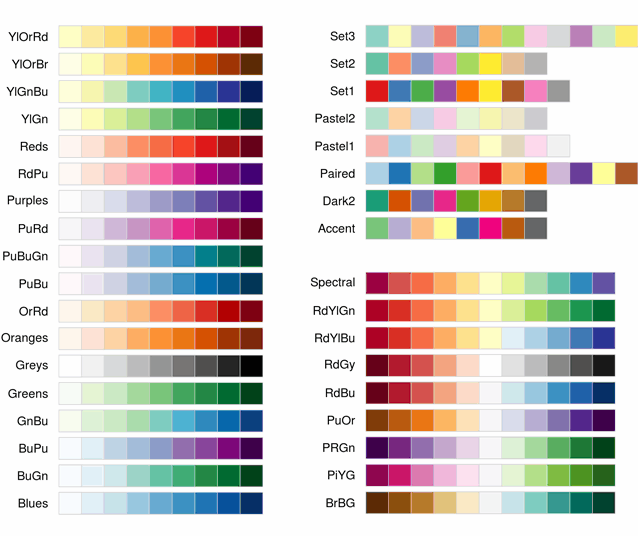 YlOrRd
YlOrBr
YlGnBu
YlGn
Reds
RdPu
Purples
PuRd
PuBuGn
PuBu
OrRd
Oranges
Greys
Greens
GnBu
BuPu
BuGn
Blues
Set3
Set2
Set1
Pastel2
Pastel1
Paired
Dark2
Accent
Spectral
RdYlGn
RdYlBu
RdGy
RdBu
PuOr
PRGn
PiYG
BrBG